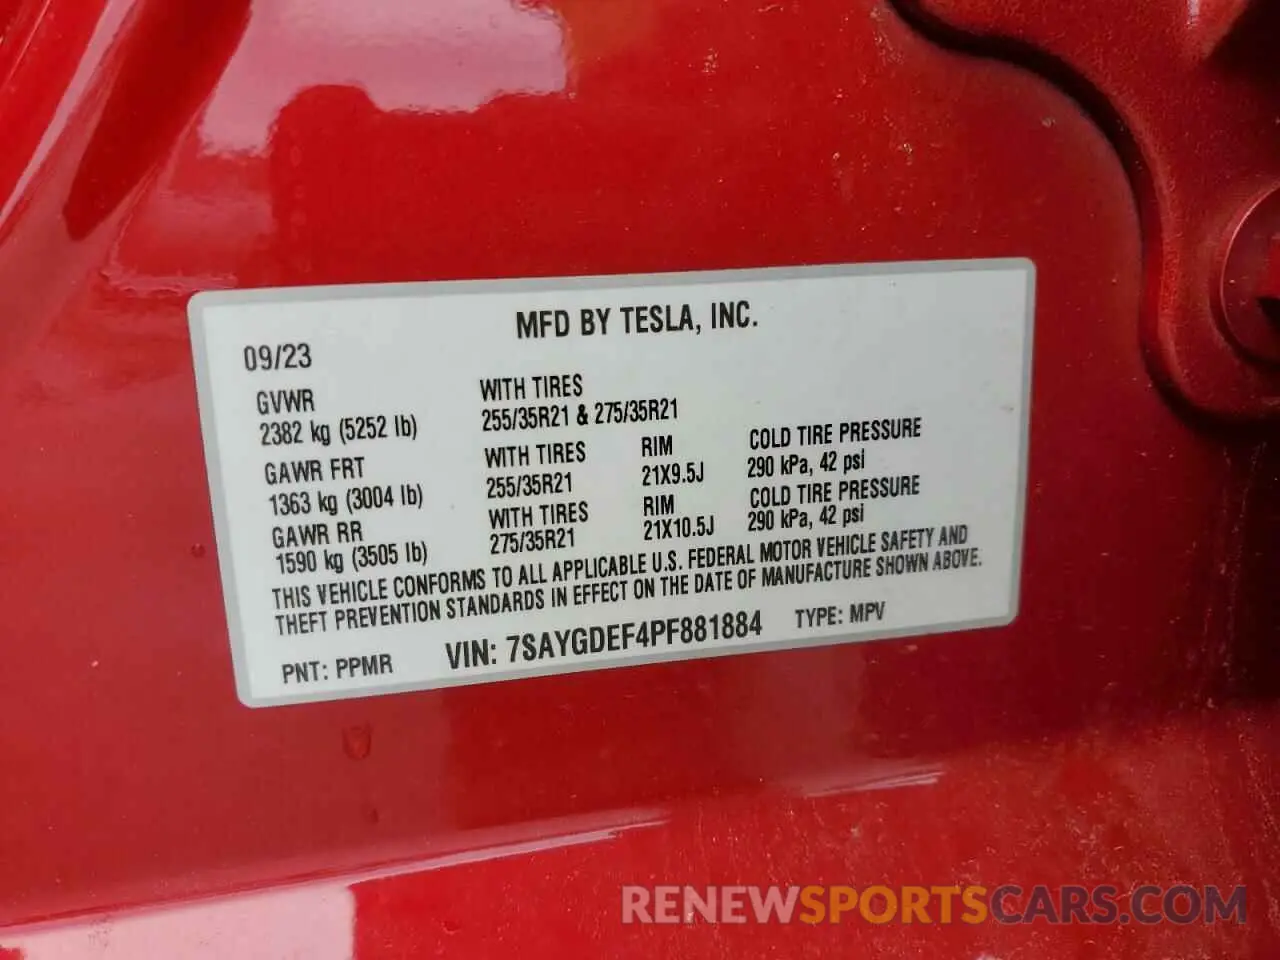 MFD BY TESLA, INC.
09/23
GVWR WITH TIRES
2382 kg (5252 lb) 255/35R21 & 275/35R21
GAWR FRT WITH TIRES RIM COLD TIRE PRESSURE
1363 kg (3004 lb) 255/35R21 21X9.5J 290 kPa, 42 psi
GAWR RR WITH TIRES RIM COLD TIRE PRESSURE
1590 kg (3505 lb) 275/35R21 21X10.5J 290 kPa, 42 psi
THIS VEHICLE CONFORMS TO ALL APPLICABLE U.S. FEDERAL MOTOR VEHICLE SAFETY AND
THEFT PREVENTION STANDARDS IN EFFECT ON THE DATE OF MANUFACTURE SHOWN ABOVE.
PNT: PPMR VIN: 7SAYGDEF4PF881884 TYPE: MPV
RENEWSPORTSCARS.COM